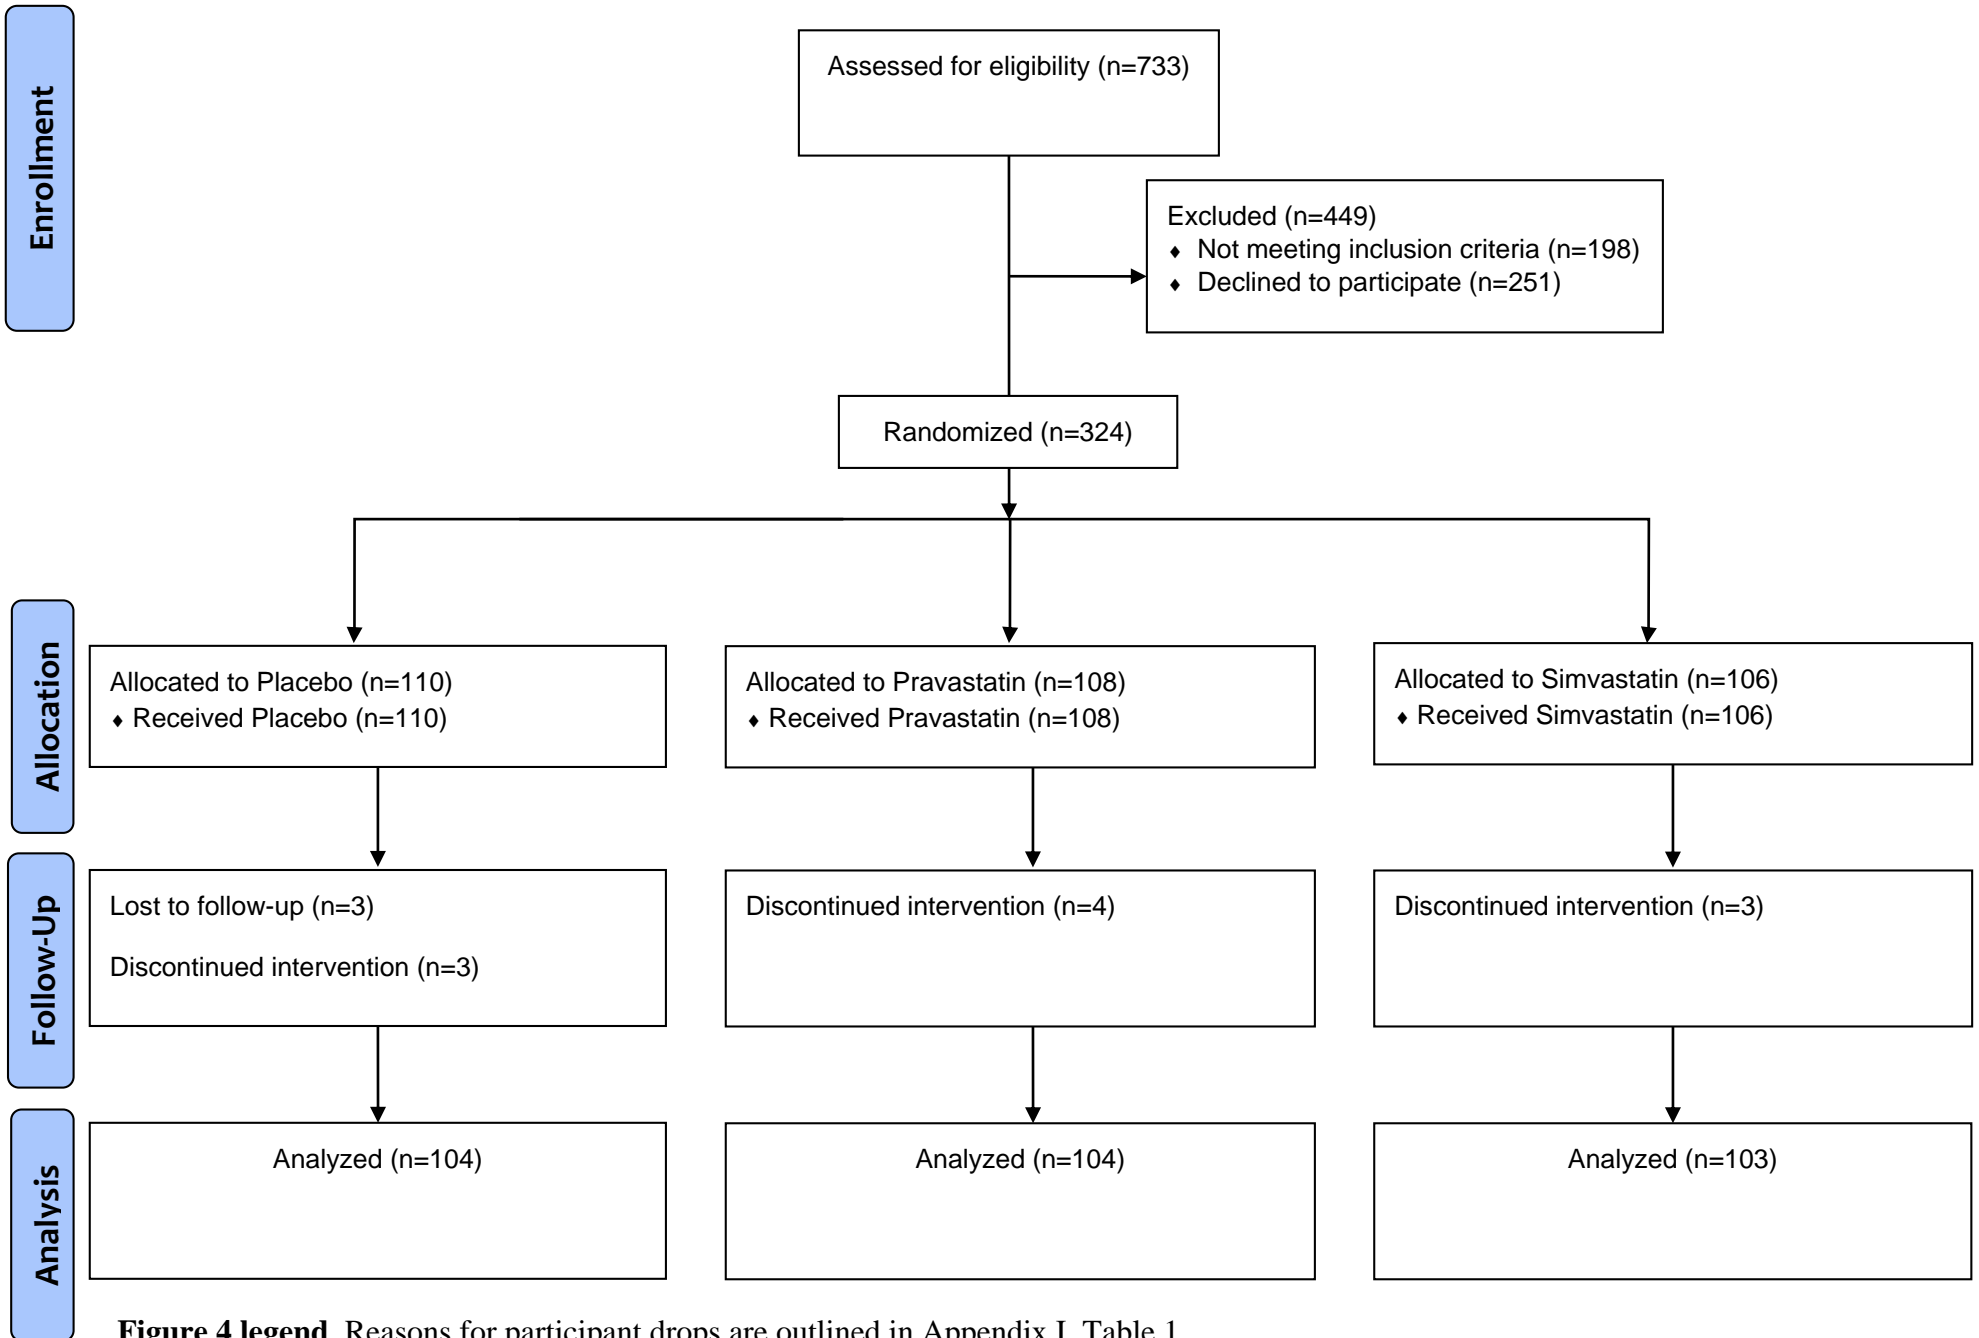 Enrollment
Assessed for eligibility (n=733)
Excluded (n=449)
♦ Not meeting inclusion criteria (n=198)
♦ Declined to participate (n=251)
Randomized (n=324)
Allocation
Allocated to Placebo (n=110)
♦ Received Placebo (n=110)
Allocated to Pravastatin (n=108)
♦ Received Pravastatin (n=108)
Allocated to Simvastatin (n=106)
♦ Received Simvastatin (n=106)
Follow-Up
Lost to follow-up (n=3)
Discontinued intervention (n=3)
Discontinued intervention (n=4)
Discontinued intervention (n=3)
Analysis
Analyzed (n=104)
Analyzed (n=104)
Analyzed (n=103)
Figure 4 legend. Reasons for participant drops are outlined in Appendix I, Table 1